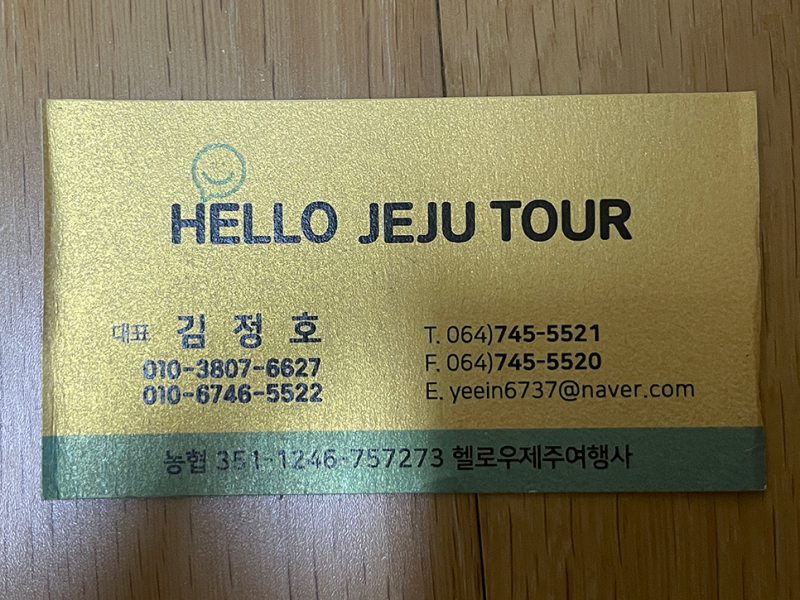 HELLO JEJU TOUR
대표 김정호
010-3807-6627
010-6746-5522
T. 064)745-5521
F. 064)745-5520
E. yeein6737@naver.com
농협 351-1246-757273 헬로우제주여행사